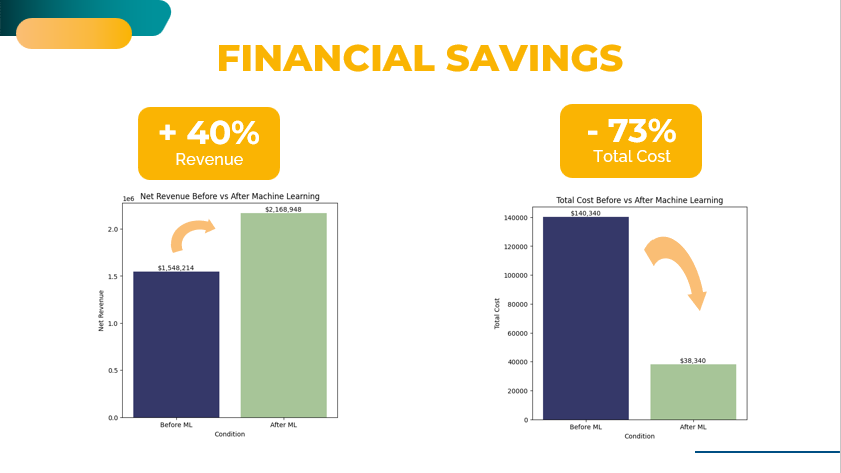 FINANCIAL SAVINGS
+ 40%
Revenue
- 73%
Total Cost
Net Revenue Before vs After Machine Learning
1e6
$2,168,948
$1,548,214
2.0
1.5
1.0
0.5
0.0
Net Revenue
Before ML
After ML
Condition
Total Cost Before vs After Machine Learning
$140,340
$38,340
140000
120000
100000
80000
60000
40000
20000
0
Total Cost
Before ML
After ML
Condition